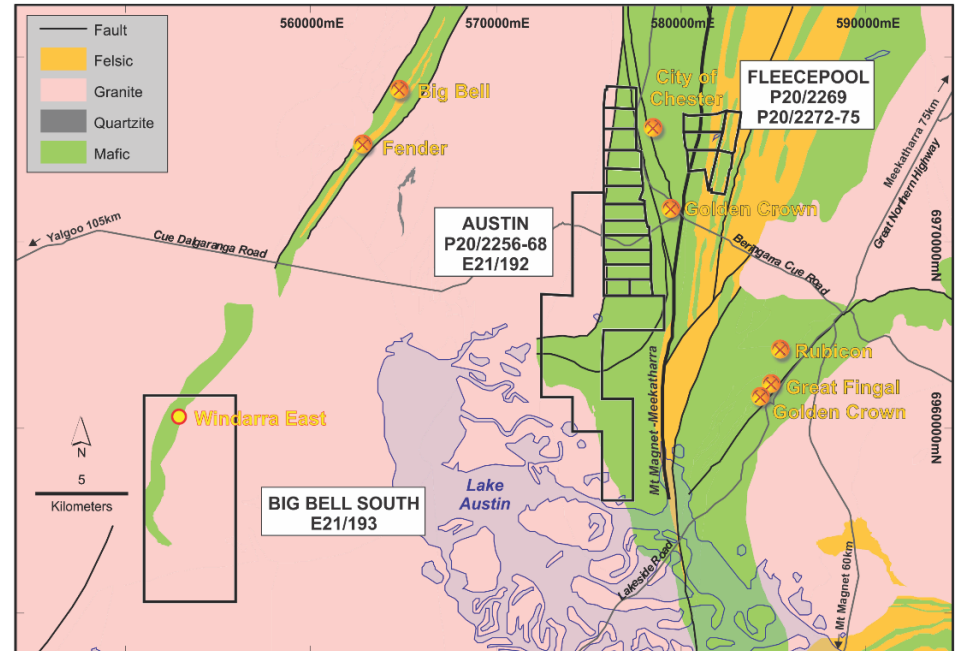 560000mE
570000mE
580000mE
590000mE
Fault
Felsic
Granite
Quartzite
Mafic
Big Bell
Fender
City of
Chester
FLEECEPOOL
P20/2269
P20/2272-75
Meekatharra 75km
Great Northern Highway
Golden Crown
AUSTIN
P20/2256-68
E21/192
Yalgoo 105km
Cue Dalgaranga Road
Beringarra Cue Road
6970000mN
Rubicon
Great Fingal
Golden Crown
Mt Magnet -Meekatharra
6960000mN
Windarra East
N
5
Kilometers
BIG BELL SOUTH
E21/193
Lake
Austin
Lakeside Road
Mt Magnet 60km